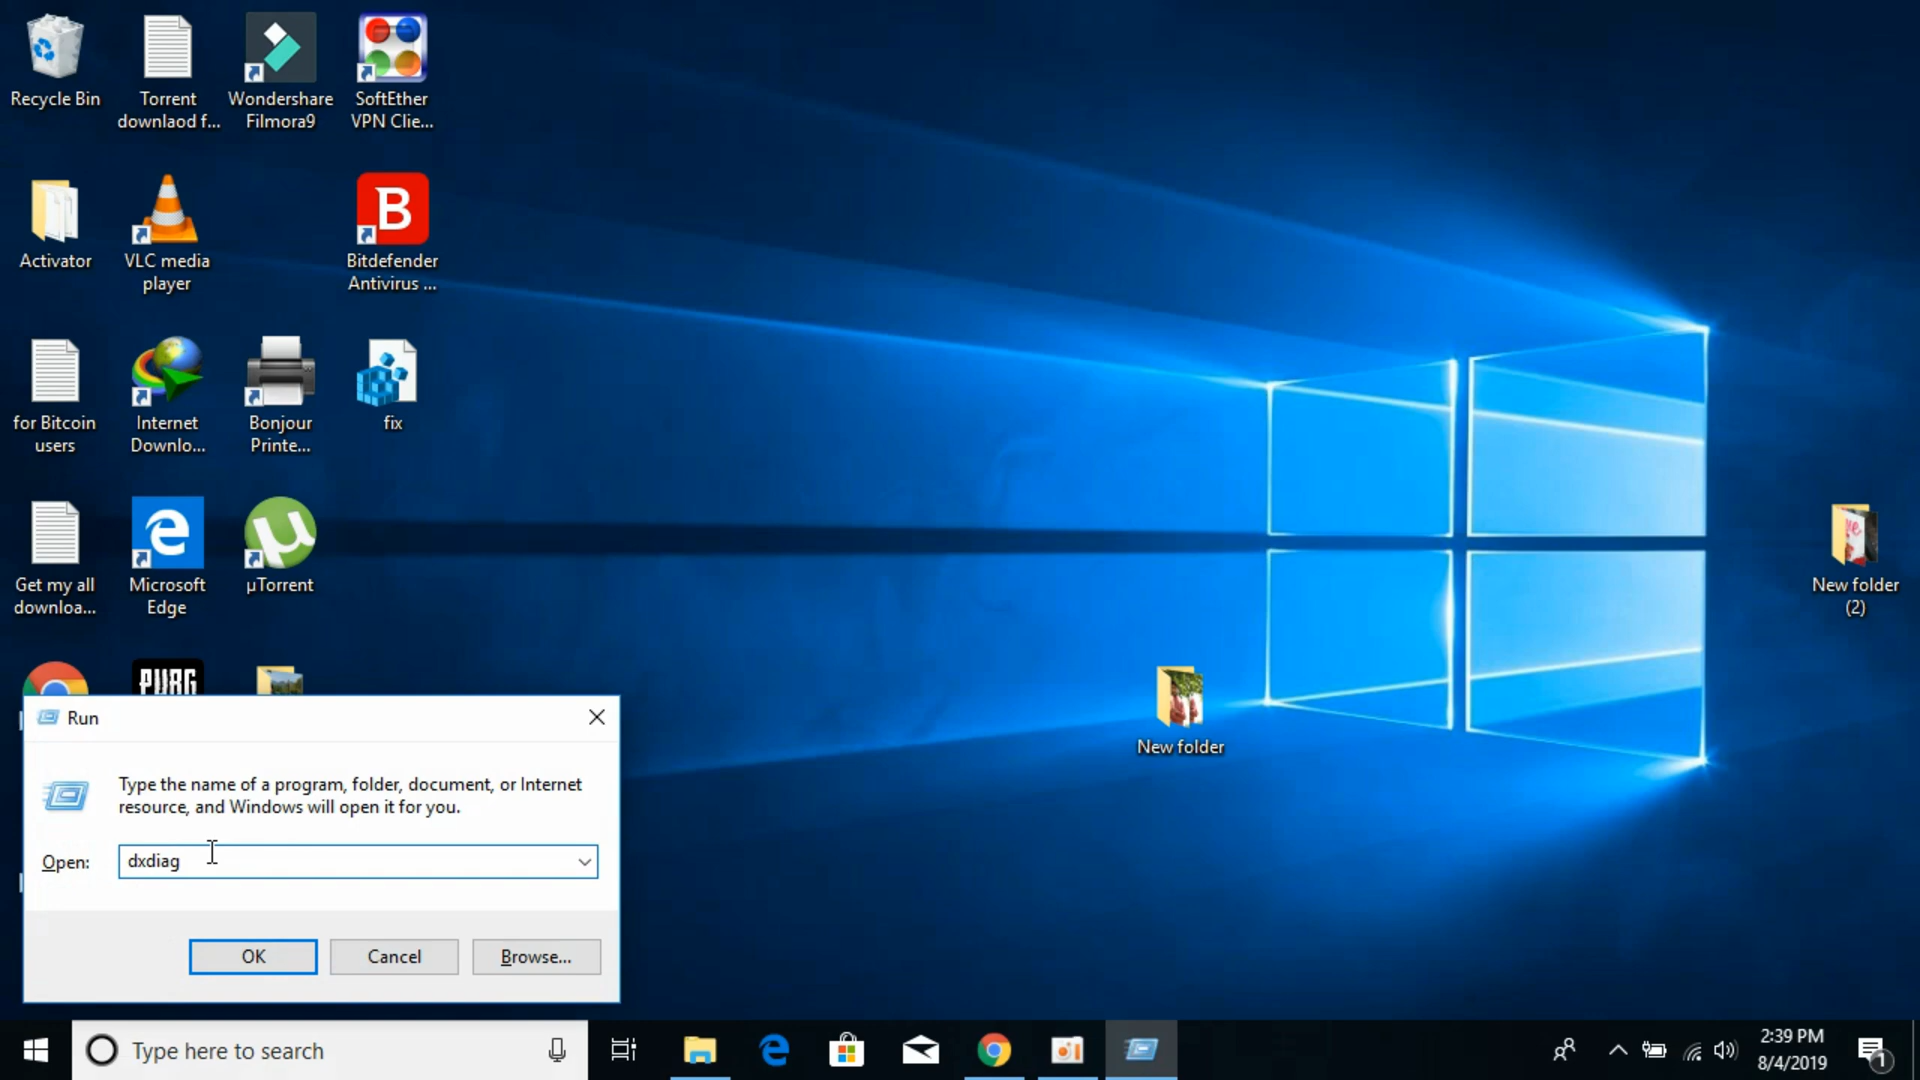 Recycle Bin
Torrent
downlaod f...
Wondershare
Filmora9
SoftEther
VPN Clie...
Activator
VLC media
player
B
Bitdefender
Antivirus ...
for Bitcoin
users
Internet
Downlo...
Bonjour
Printe...
fix
Get my all
downloa...
Microsoft
Edge
µ
µTorrent
New folder
(2)
PUBG
New folder
Run
Type the name of a program, folder, document, or Internet
resource, and Windows will open it for you.
Open:
dxdiag
OK
Cancel
Browse...
Type here to search
2:39 PM
8/4/2019
1